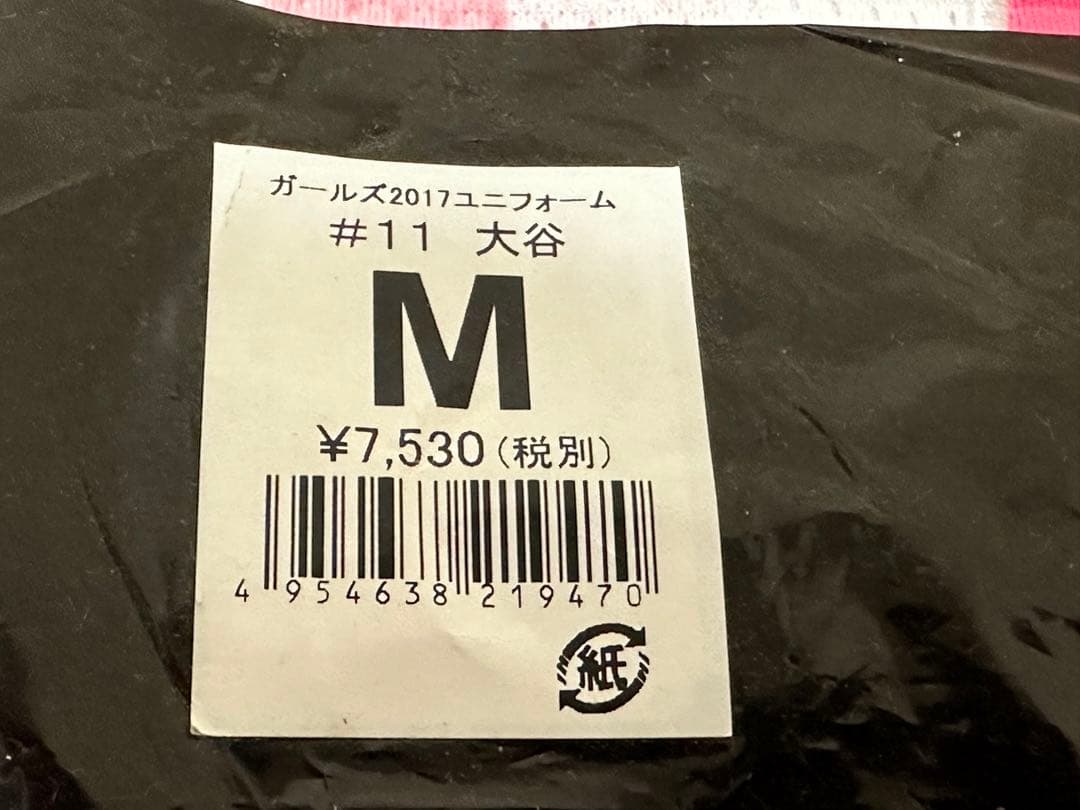 ガールズ2017ユニフォーム
#11 大谷
M
¥7,530(税別)
4 954638 219470
紙